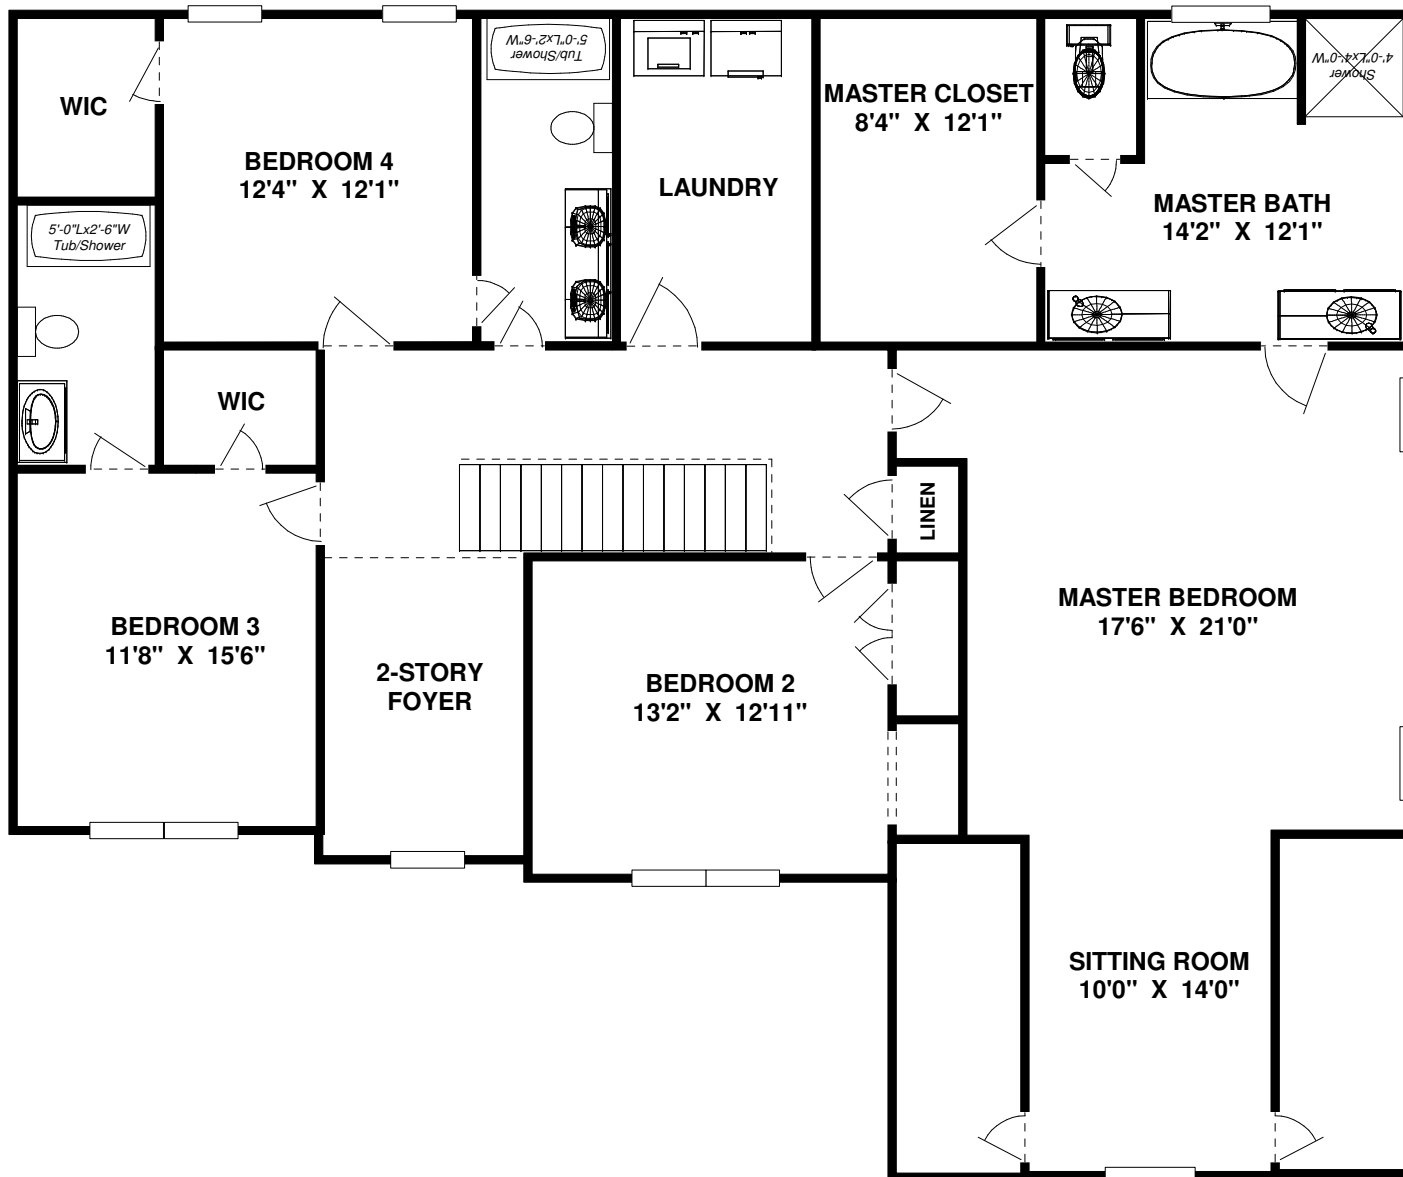 5'-0"Lx2'-6"W
Tub/Shower
4'-0"Lx4'-0W
Shower
WIC
MASTER CLOSET
8'4" X 12'1"
BEDROOM 4
12'4" X 12'1"
LAUNDRY
MASTER BATH
14'2" X 12'1"
5'-0"Lx2'-6"W
Tub/Shower
WIC
LINEN
BEDROOM 3
11'8" X 15'6"
2-STORY
FOYER
BEDROOM 2
13'2" X 12'11"
MASTER BEDROOM
17'6" X 21'0"
SITTING ROOM
10'0" X 14'0"